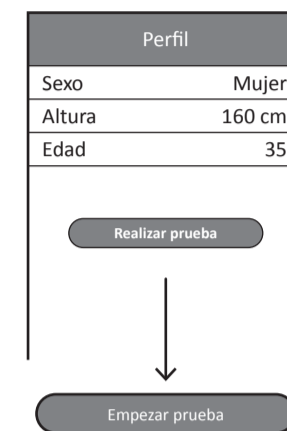 Perfil
Sexo Mujer
Altura 160 cm
Edad 35
Realizar prueba
Empezar prueba